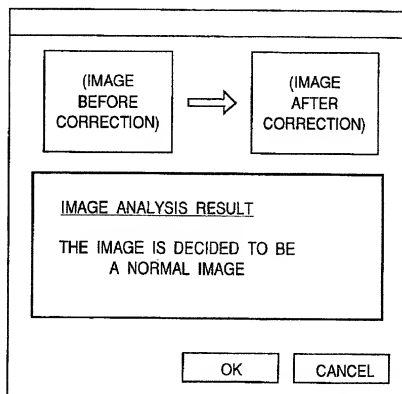 (IMAGE
BEFORE
CORRECTION)
(IMAGE
AFTER
CORRECTION)
IMAGE ANALYSIS RESULT
THE IMAGE IS DECIDED TO BE
A NORMAL IMAGE
OK
CANCEL